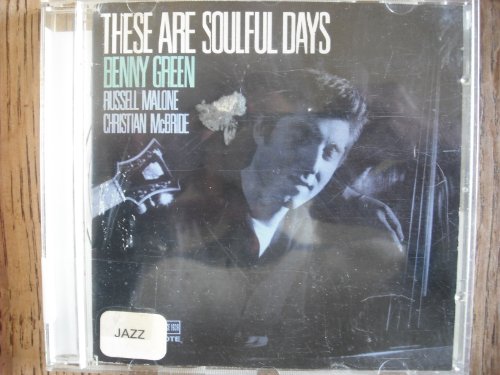 THESE ARE SOULFUL DAYS
BENNY GREEN
RUSSELL MALONE
CHRISTIAN McBRIDE
JAZZ